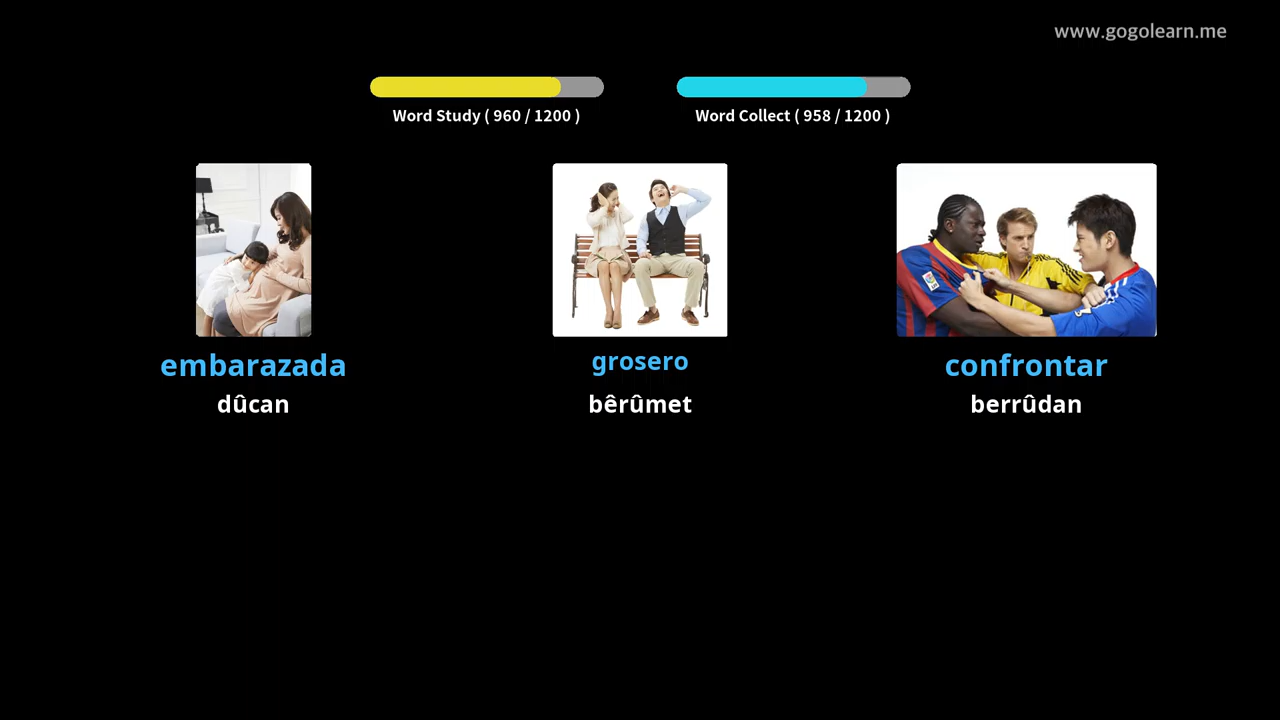 www.gogolearn.me
Word Study ( 960 / 1200 )
Word Collect ( 958 / 1200 )
embarazada
dûcan
grosero
bêrûmet
confrontar
berrûdan